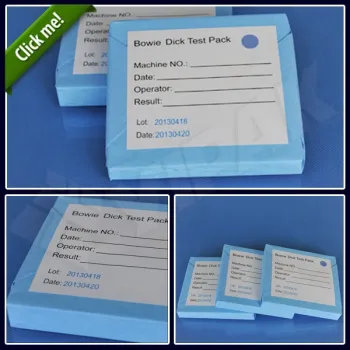 Click me!
Bowie Dick Test Pack
Machine NO.:
Date:
Operator:
Result:
Lot: 20130418
Date: 20130420
Bowie Dick Test Pack
Machine NO.:
Date:
Operator:
Result:
Lot: 20130418
Date: 20130420
Bowie Dick Test Pack
Machine NO.:
Date:
Operator:
Result: